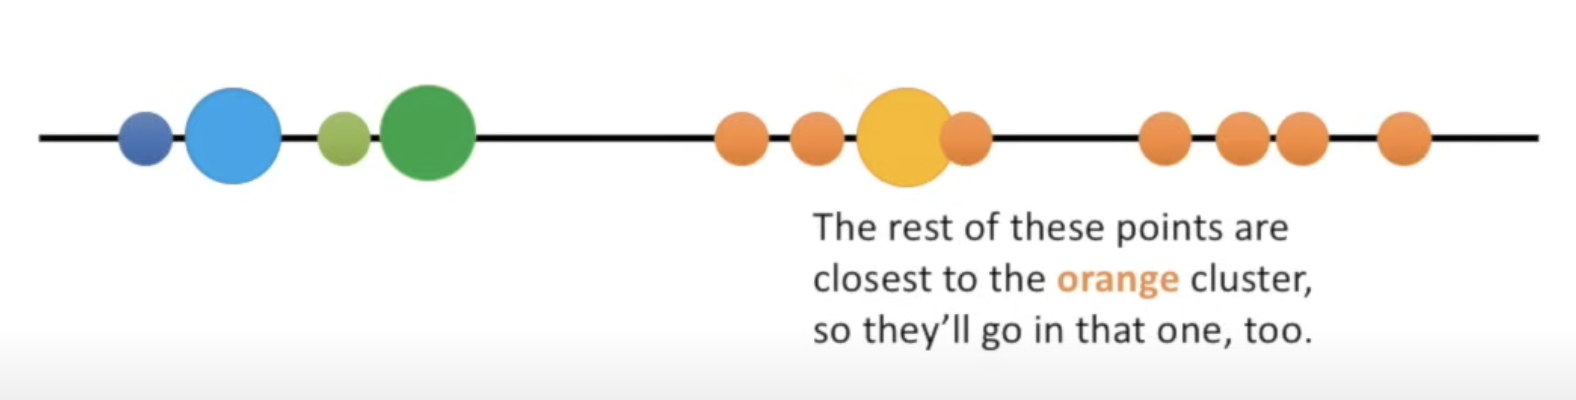 The rest of these points are
closest to the orange cluster,
so they’ll go in that one, too.